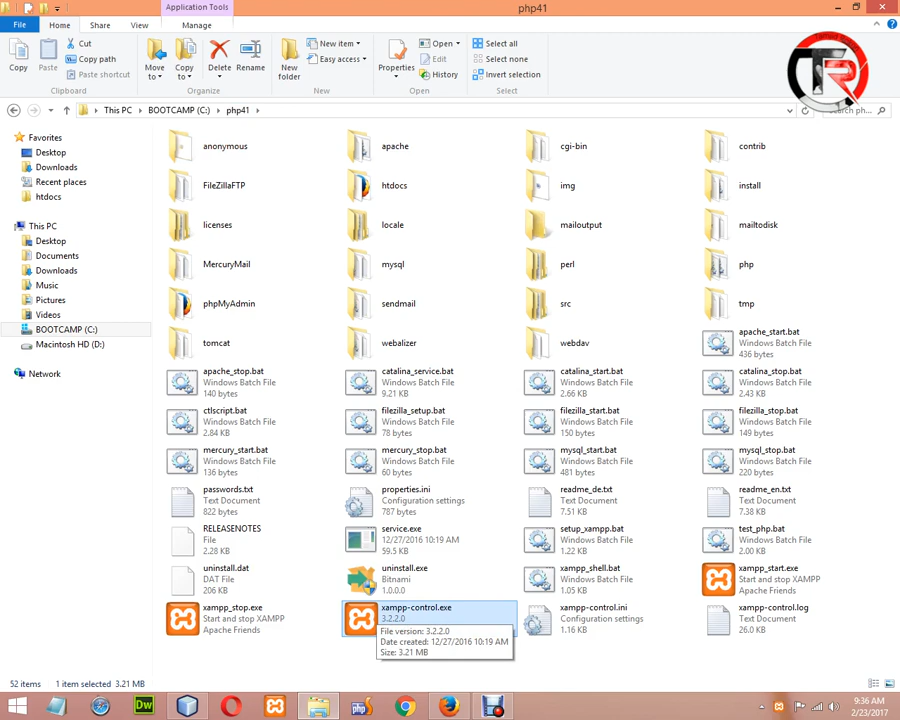 Application Tools
php41
File
Home
Share
View
Manage
Copy
Paste
Cut
Copy path
Paste shortcut
Clipboard
Move to
Copy to
Delete
Rename
Organize
New folder
New item
Easy access
New
Properties
Open
Edit
History
Open
Select all
Select none
Invert selection
Select
TR
This PC
BOOTCAMP (C:)
php41
Favorites
Desktop
Downloads
Recent places
htdocs
This PC
Desktop
Documents
Downloads
Music
Pictures
Videos
BOOTCAMP (C:)
Macintosh HD (D:)
Network
anonymous
apache
cgi-bin
contrib
FileZillaFTP
htdocs
img
install
licenses
locale
mailoutput
mailtodisk
MercuryMail
mysql
perl
php
phpMyAdmin
sendmail
src
tmp
tomcat
webalizer
webdav
apache_start.bat
Windows Batch File
436 bytes
apache_stop.bat
Windows Batch File
140 bytes
catalina_service.bat
Windows Batch File
9.21 KB
catalina_start.bat
Windows Batch File
2.66 KB
catalina_stop.bat
Windows Batch File
2.43 KB
ctlscript.bat
Windows Batch File
2.84 KB
filezilla_setup.bat
Windows Batch File
78 bytes
filezilla_start.bat
Windows Batch File
150 bytes
filezilla_stop.bat
Windows Batch File
149 bytes
mercury_start.bat
Windows Batch File
136 bytes
mercury_stop.bat
Windows Batch File
60 bytes
mysql_start.bat
Windows Batch File
481 bytes
mysql_stop.bat
Windows Batch File
220 bytes
passwords.txt
Text Document
822 bytes
properties.ini
Configuration settings
787 bytes
readme_de.txt
Text Document
7.51 KB
readme_en.txt
Text Document
7.38 KB
RELEASENOTES
File
2.28 KB
service.exe
12/27/2016 10:19 AM
59.5 KB
setup_xampp.bat
Windows Batch File
1.22 KB
test_php.bat
Windows Batch File
2.00 KB
uninstall.dat
DAT File
206 KB
uninstall.exe
Bitnami
1.0.0.0
xampp_shell.bat
Windows Batch File
1.18 KB
xampp_start.exe
Start and stop XAMPP
Apache Friends
xampp_stop.exe
Start and stop XAMPP
Apache Friends
xampp-control.exe
3.2.2.0
File version: 3.2.2.0
Date created: 12/27/2016 10:19 AM
Size: 3.21 MB
xampp-control.ini
Configuration settings
1.16 KB
xampp-control.log
Text Document
26.0 KB
52 items
1 item selected 3.21 MB
Dw
php
9:36 AM
2/23/2017